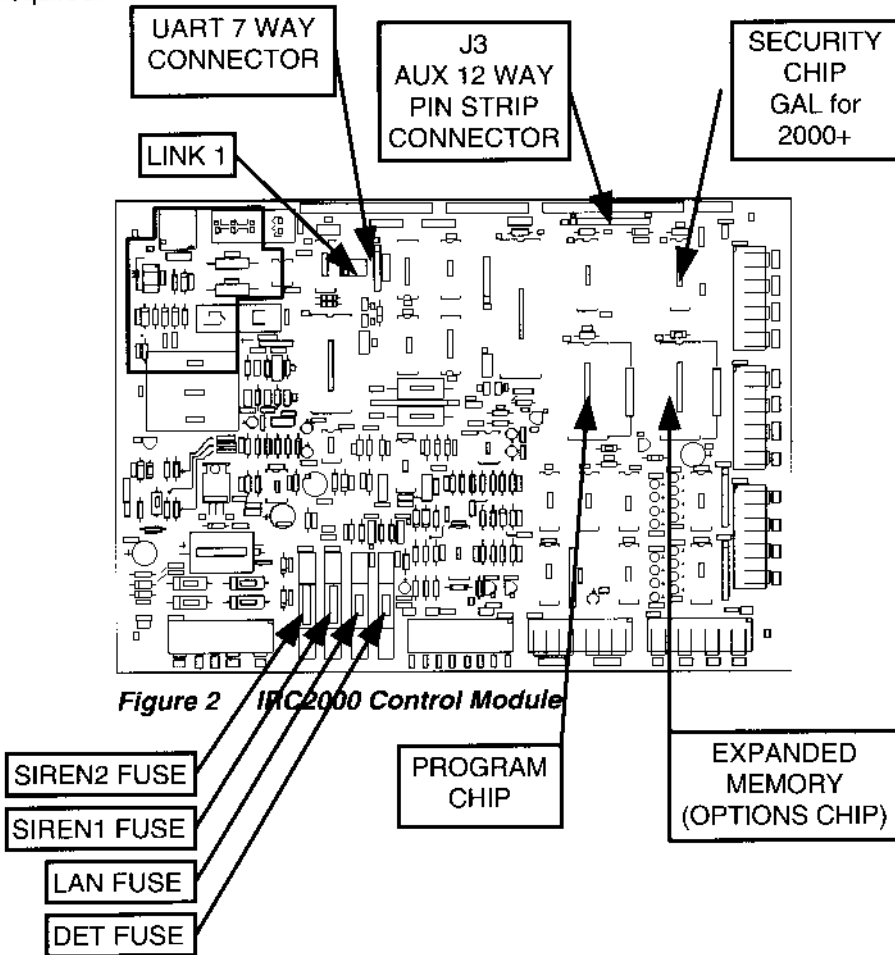 UART 7 WAY
CONNECTOR
J3
AUX 12 WAY
PIN STRIP
CONNECTOR
SECURITY
CHIP
GAL for
2000+
LINK 1
Figure 2 IRC2000 Control Module
SIREN2 FUSE
SIREN1 FUSE
LAN FUSE
DET FUSE
PROGRAM
CHIP
EXPANDED
MEMORY
(OPTIONS CHIP)